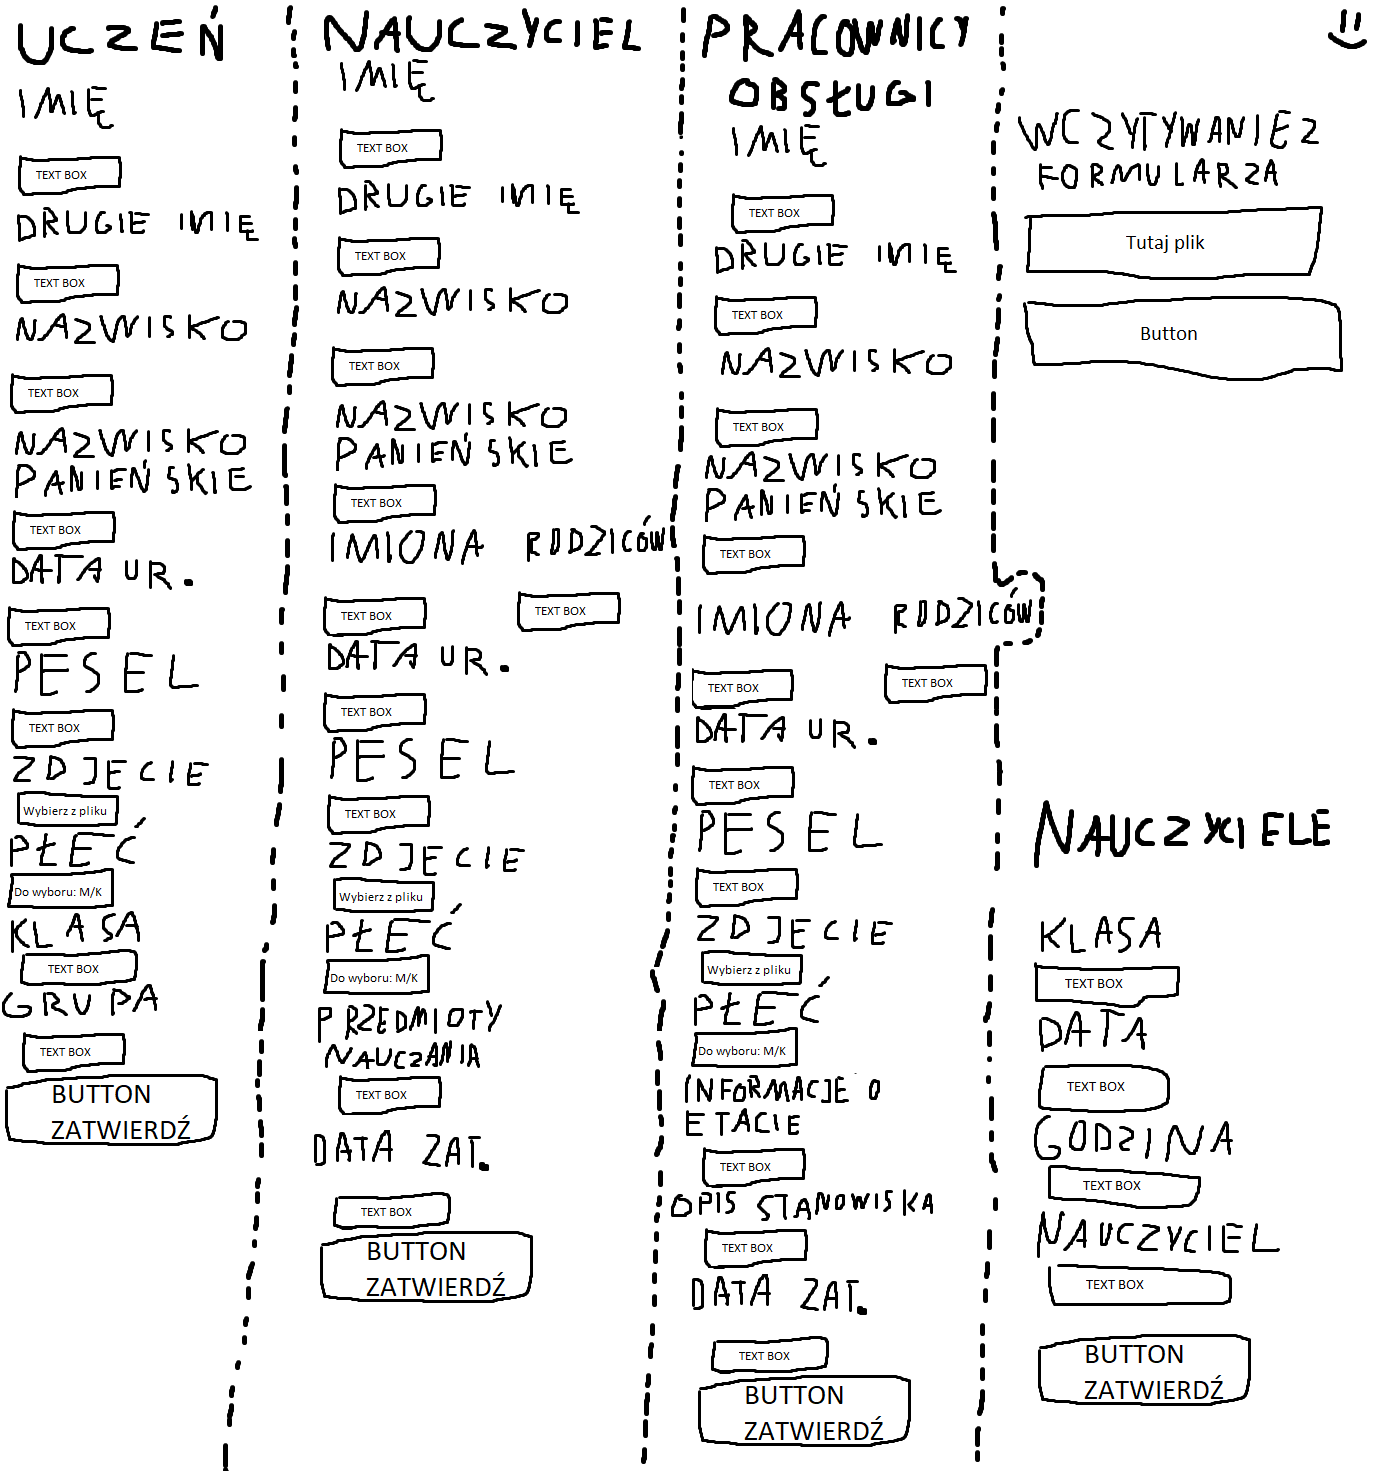 UCZEŃ
IMIĘ
TEXT BOX
DRUGIE IMIĘ
TEXT BOX
NAZWISKO
TEXT BOX
NAZWISKO
PANIEŃSKIE
TEXT BOX
DATA UR.
TEXT BOX
PESEL
TEXT BOX
ZDJECIE
Wybierz z pliku
PŁEĆ
Do wyboru: M/K
KLASA
TEXT BOX
GRUPA
TEXT BOX
BUTTON
ZATWIERDŹ
NAUCZYCIEL
IMIĘ
TEXT BOX
DRUGIE IMIĘ
TEXT BOX
NAZWISKO
TEXT BOX
NAZWISKO
PANIEŃSKIE
TEXT BOX
IMIONA RODZICÓW
TEXT BOX TEXT BOX
DATA UR.
TEXT BOX
PESEL
TEXT BOX
ZDJECIE
Wybierz z pliku
PŁEĆ
Do wyboru: M/K
PRZEDMIOTY
NAUCZANIA
TEXT BOX
DATA ZAT.
TEXT BOX
BUTTON
ZATWIERDŹ
PRACOWNICY
OBSŁUGI
IMIĘ
TEXT BOX
DRUGIE IMIĘ
TEXT BOX
NAZWISKO
TEXT BOX
NAZWISKO
PANIEŃSKIE
TEXT BOX
IMIONA RODZICÓW
TEXT BOX TEXT BOX
DATA UR.
TEXT BOX
PESEL
TEXT BOX
ZDJECIE
Wybierz z pliku
PŁEĆ
Do wyboru: M/K
INFORMACJE O
ETACIE
TEXT BOX
OPIS STANOWISKA
TEXT BOX
DATA ZAT.
TEXT BOX
BUTTON
ZATWIERDŹ
WCZYTYWANIE Z
FORMULARZA
Tutaj plik
Button
NAUCZYCIELE
KLASA
TEXT BOX
DATA
TEXT BOX
GODZINA
TEXT BOX
NAUCZYCIEL
TEXT BOX
BUTTON
ZATWIERDŹ